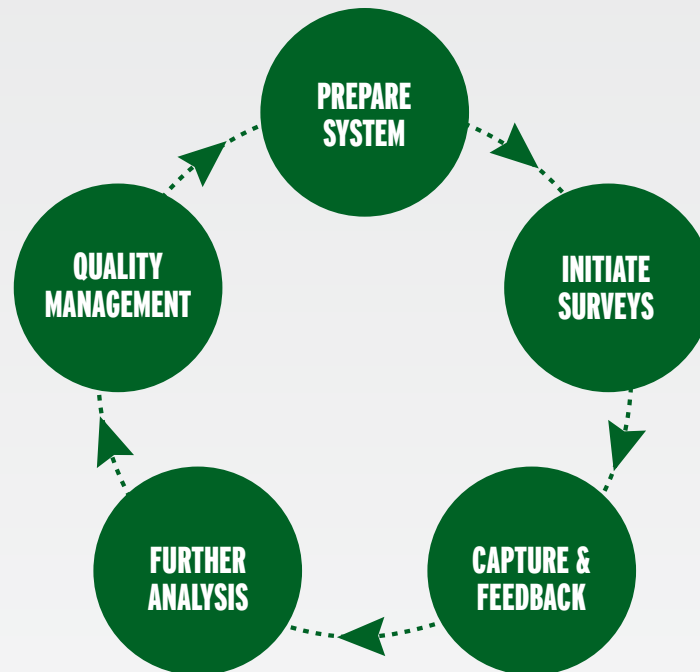 PREPARE
SYSTEM
INITIATE
SURVEYS
CAPTURE &
FEEDBACK
FURTHER
ANALYSIS
QUALITY
MANAGEMENT